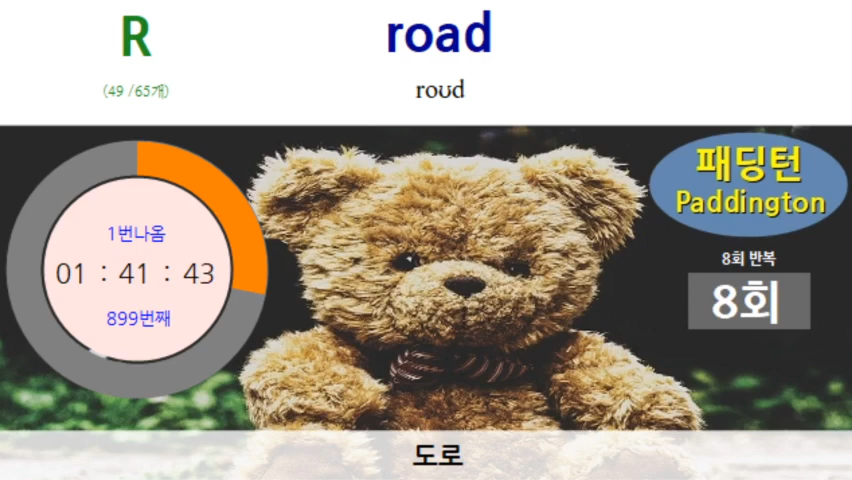 R
road
(49 /65개)
roʊd
패딩턴
Paddington
1번나옴
8회 반복
01 : 41 : 43
8회
899번째
도로